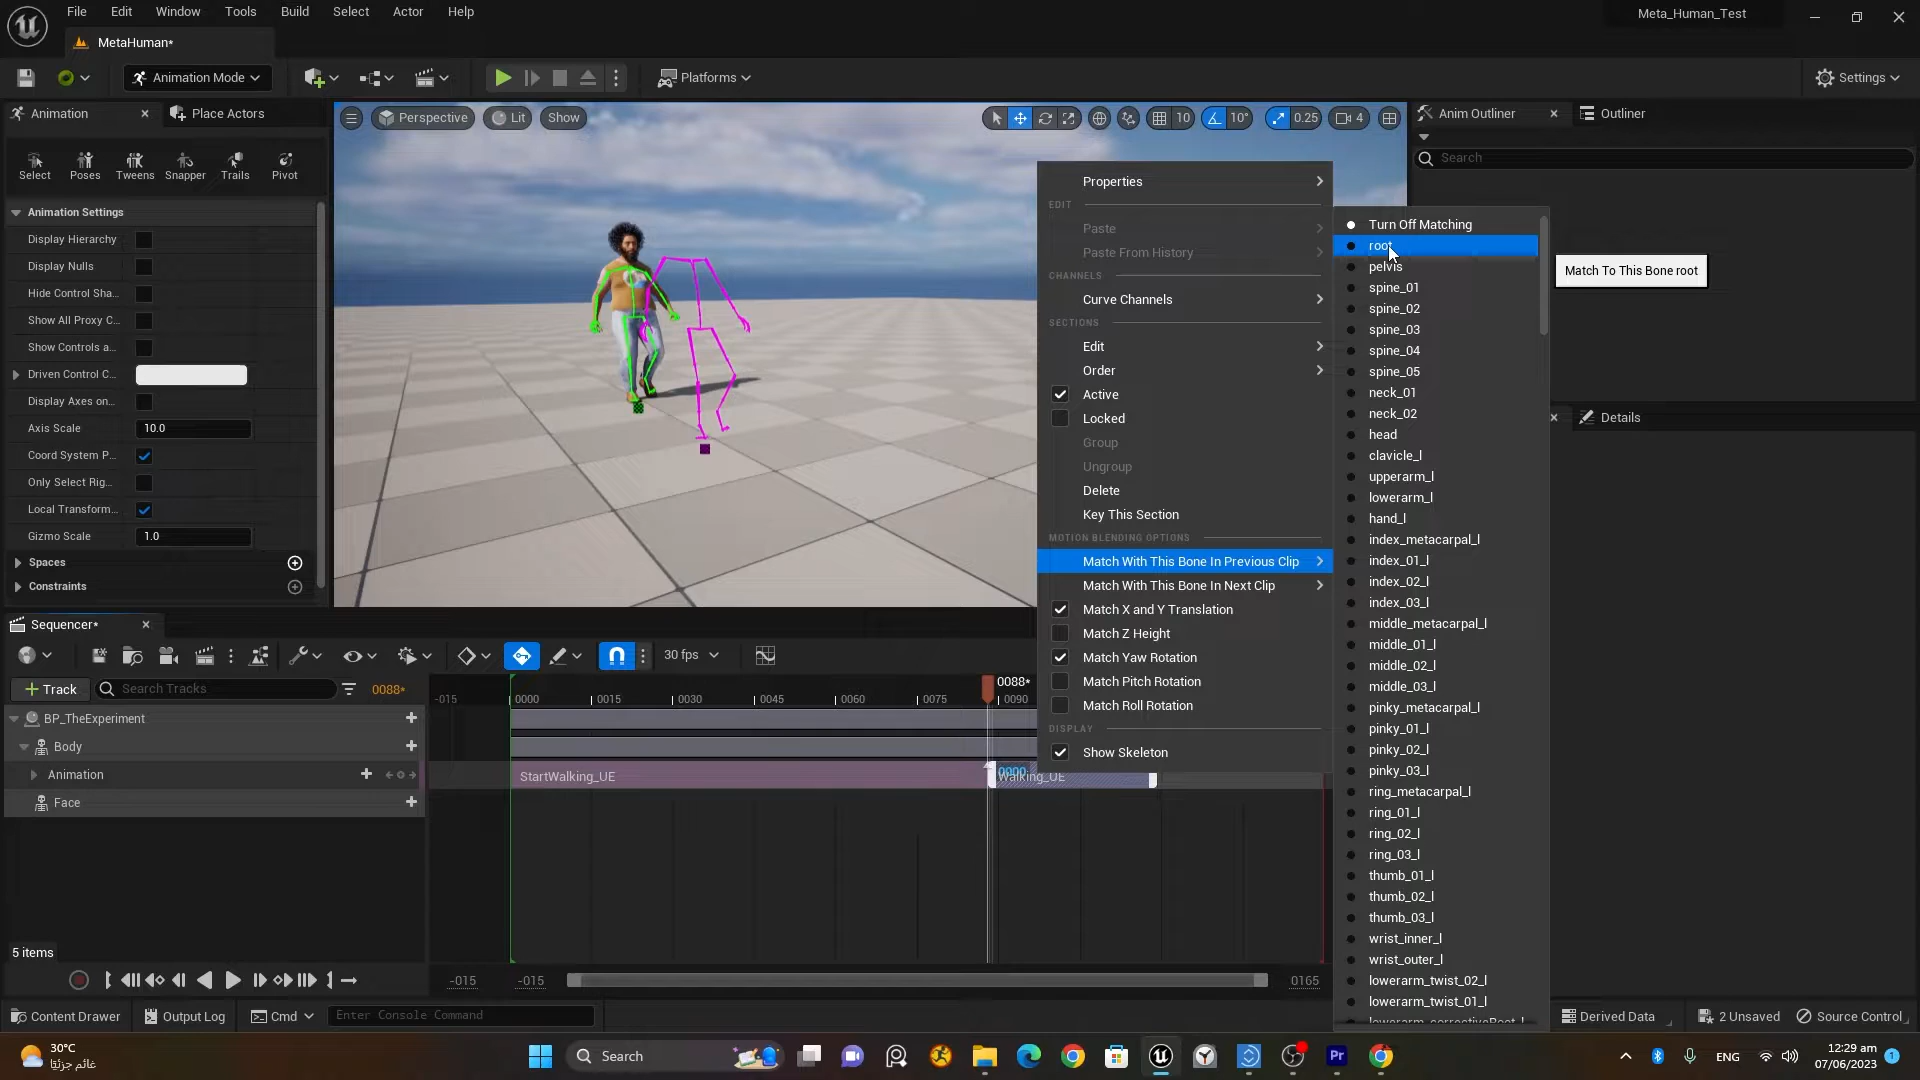 File Edit Window Tools Build Select Actor Help
Meta_Human_Test
MetaHuman*
Animation Mode
Platforms
Settings
Animation
Place Actors
Perspective
Lit
Show
10
10°
0.25
4
Anim Outliner
Outliner
Search
Select Poses Tweens Snapper Trails Pivot
Animation Settings
Display Hierarchy
Display Nulls
Hide Control Sha...
Show All Proxy C...
Show Controls a...
Driven Control C...
Display Axes on...
Axis Scale 10.0
Coord System P...
Only Select Rig...
Local Transform...
Gizmo Scale 1.0
Spaces
Constraints
Properties
EDIT
Paste
Paste From History
CHANNELS
Curve Channels
SECTIONS
Edit
Order
Active
Locked
Group
Ungroup
Delete
Key This Section
MOTION BLENDING OPTIONS
Match With This Bone In Previous Clip
Match With This Bone In Next Clip
Match X and Y Translation
Match Z Height
Match Yaw Rotation
Match Pitch Rotation
Match Roll Rotation
DISPLAY
Show Skeleton
Turn Off Matching
root
pelvis
spine_01
spine_02
spine_03
spine_04
spine_05
neck_01
neck_02
head
clavicle_l
upperarm_l
lowerarm_l
hand_l
index_metacarpal_l
index_01_l
index_02_l
index_03_l
middle_metacarpal_l
middle_01_l
middle_02_l
middle_03_l
pinky_metacarpal_l
pinky_01_l
pinky_02_l
pinky_03_l
ring_metacarpal_l
ring_01_l
ring_02_l
ring_03_l
thumb_01_l
thumb_02_l
thumb_03_l
wrist_inner_l
wrist_outer_l
lowerarm_twist_02_l
lowerarm_twist_01_l
lowerarm_correctiveRoot_l
Match To This Bone root
Details
Sequencer*
30 fps
Track
Search Tracks
0088*
-015 0000 0015 0030 0045 0060 0075 0088* 0090
BP_TheExperiment
Body
Animation
Face
StartWalking_UE
0000
Walking_UE
5 items
-015 -015 0165
Content Drawer
Output Log
Cmd
Enter Console Command
Derived Data
2 Unsaved
Source Control
30°C
غائم جزئيًا
Search
Pr
ENG
12:29 am
07/06/2023
1